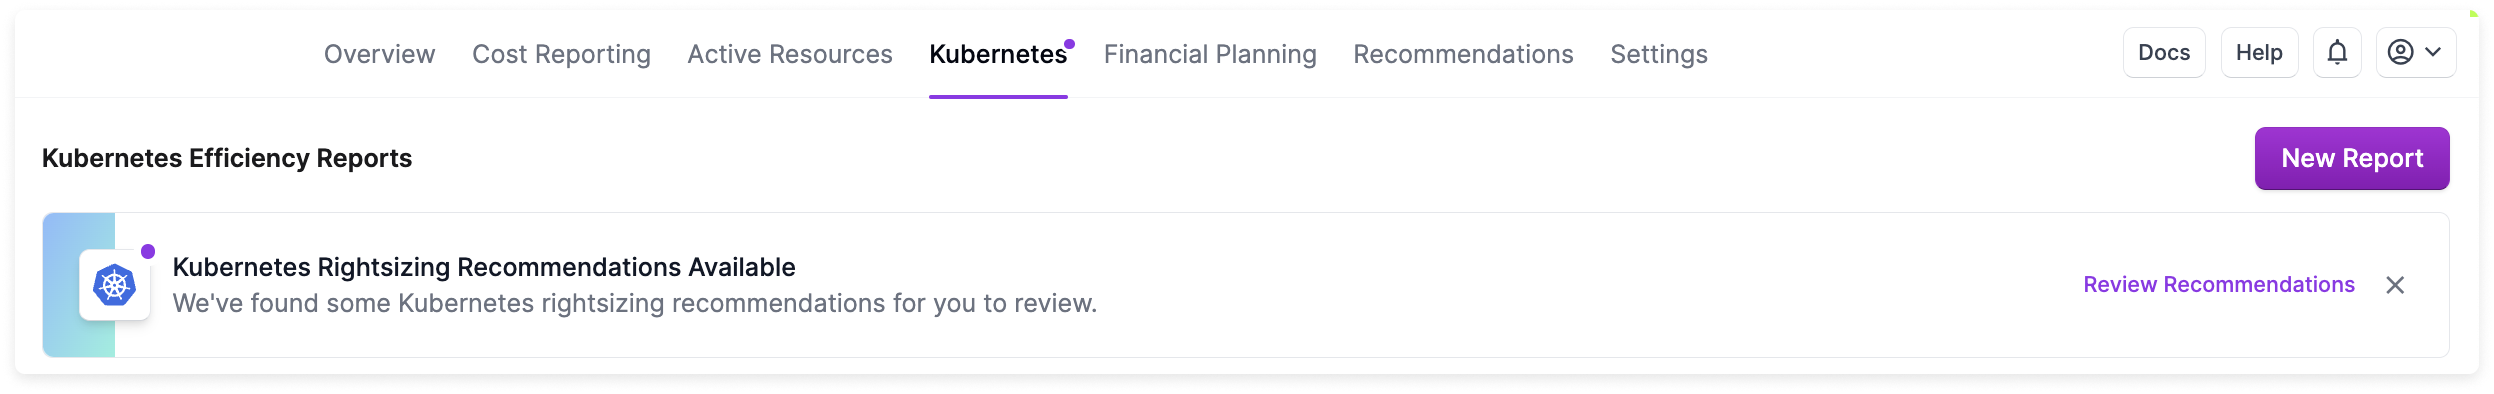 Overview Cost Reporting Active Resources Kubernetes Financial Planning Recommendations Settings Docs Help
Kubernetes Efficiency Reports New Report
Kubernetes Rightsizing Recommendations Available
We've found some Kubernetes rightsizing recommendations for you to review.
Review Recommendations